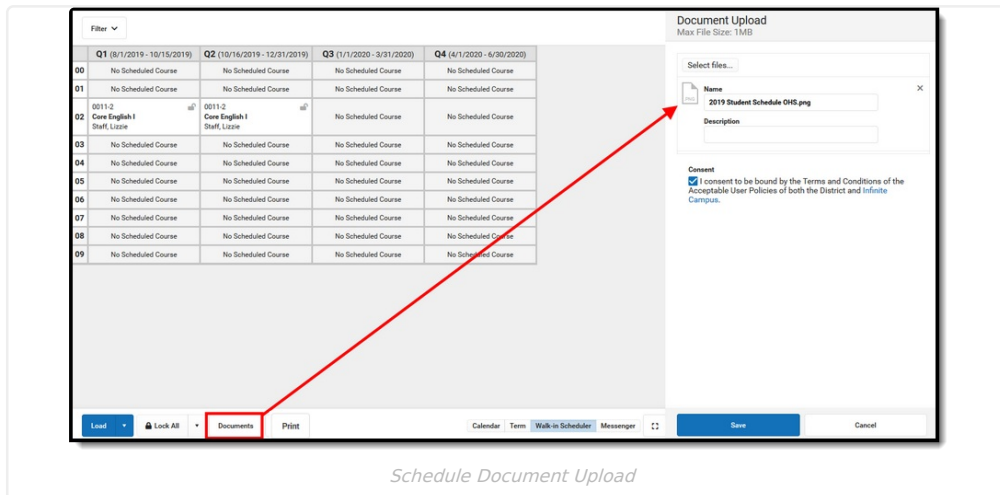 Filter
Q1 (8/1/2019 - 10/15/2019) Q2 (10/16/2019 - 12/31/2019) Q3 (1/1/2020 - 3/31/2020) Q4 (4/1/2020 - 6/30/2020)
00 No Scheduled Course No Scheduled Course No Scheduled Course No Scheduled Course
01 No Scheduled Course No Scheduled Course No Scheduled Course No Scheduled Course
0011-2 0011-2
02 Core English I Core English I No Scheduled Course No Scheduled Course
Staff, Lizzie Staff, Lizzie
03 No Scheduled Course No Scheduled Course No Scheduled Course No Scheduled Course
04 No Scheduled Course No Scheduled Course No Scheduled Course No Scheduled Course
05 No Scheduled Course No Scheduled Course No Scheduled Course No Scheduled Course
06 No Scheduled Course No Scheduled Course No Scheduled Course No Scheduled Course
07 No Scheduled Course No Scheduled Course No Scheduled Course No Scheduled Course
08 No Scheduled Course No Scheduled Course No Scheduled Course No Scheduled Course
09 No Scheduled Course No Scheduled Course No Scheduled Course No Scheduled Course
Load Lock All Documents Print Calendar Term Walk-in Scheduler Messenger
Document Upload
Max File Size: 1MB
Select files...
Name
PNG 2019 Student Schedule OHS.png
Description
Consent
I consent to be bound by the Terms and Conditions of the
Acceptable User Policies of both the District and Infinite
Campus.
Save Cancel
Schedule Document Upload